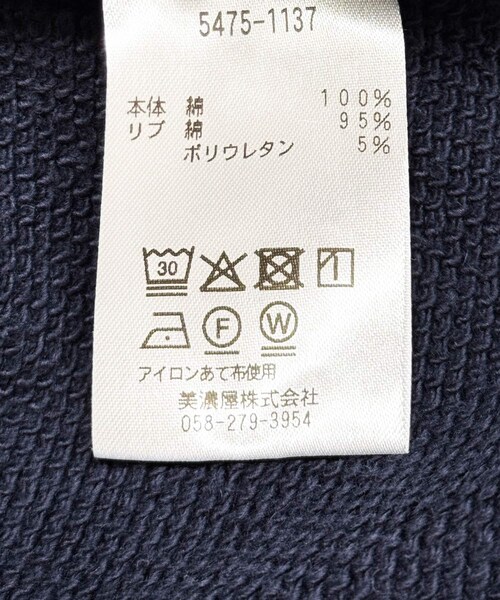 5475-1137
本体 綿 100%
リブ 綿 95%
ポリウレタン 5%
30
F W
アイロンあて布使用
美濃屋株式会社
058-279-3954